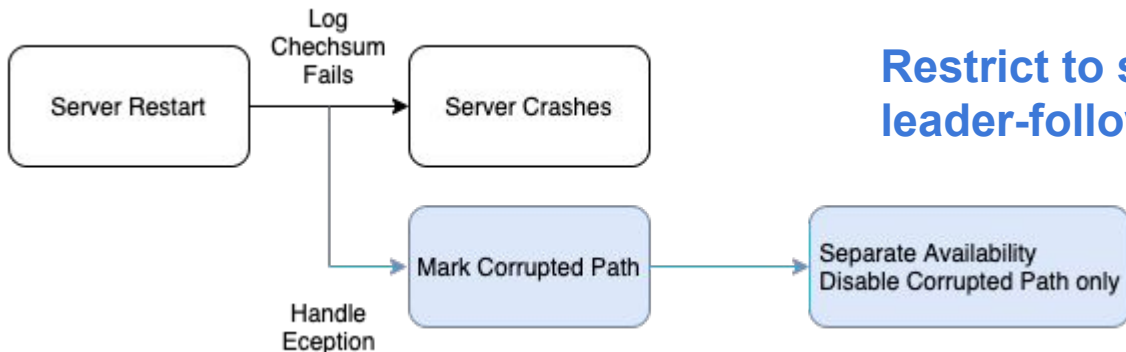 Log
Chechsum
Fails
Server Restart
Server Crashes
Restrict to
leader-follo
Mark Corrupted Path
Separate Availability
Disable Corrupted Path only
Handle
Eception